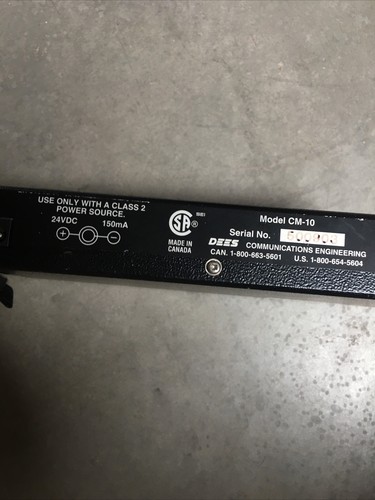 USE ONLY WITH A CLASS 2
POWER SOURCE.
24VDC 150mA
+ −
CSA ®
MADE IN
CANADA
Model CM-10
Serial No.
DEES COMMUNICATIONS ENGINEERING
CAN. 1-800-663-5601 U.S. 1-800-654-5604